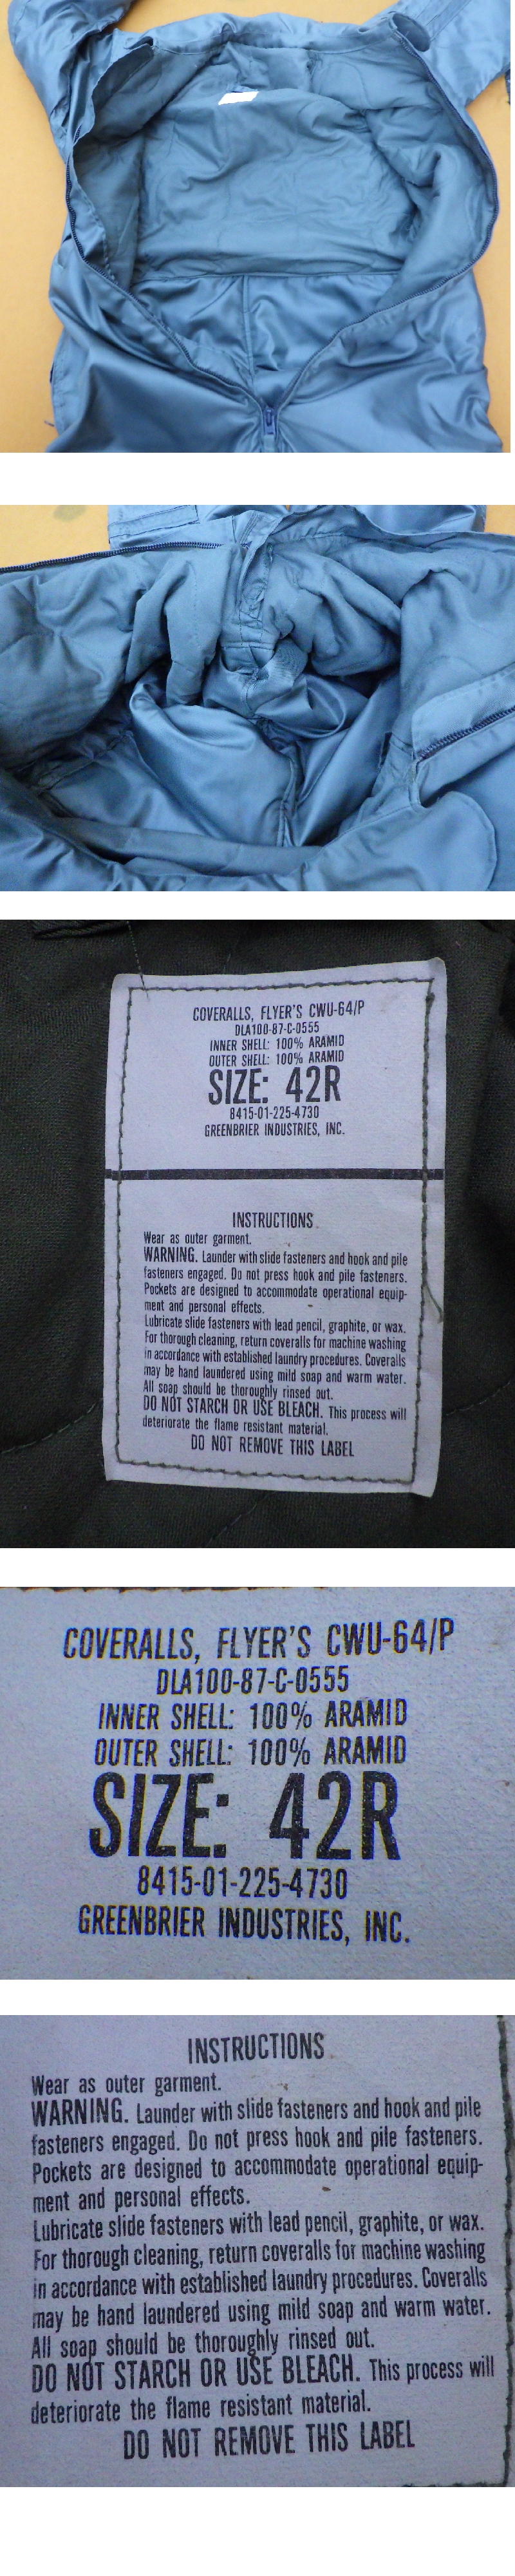 COVERALLS, FLYER'S CWU-64/P
DLA100-87-C-0555
INNER SHELL: 100% ARAMID
OUTER SHELL: 100% ARAMID
SIZE: 42R
8415-01-225-4730
GREENBRIER INDUSTRIES, INC.
INSTRUCTIONS
Wear as outer garment.
WARNING. Launder with slide fasteners and hook and pile
fasteners engaged. Do not press hook and pile fasteners.
Pockets are designed to accommodate operational equip-
ment and personal effects.
Lubricate slide fasteners with lead pencil, graphite, or wax.
For thorough cleaning, return coveralls for machine washing
in accordance with established laundry procedures. Coveralls
may be hand laundered using mild soap and warm water.
All soap should be thoroughly rinsed out.
DO NOT STARCH OR USE BLEACH. This process will
deteriorate the flame resistant material.
DO NOT REMOVE THIS LABEL
COVERALLS, FLYER'S CWU-64/P
DLA100-87-C-0555
INNER SHELL: 100% ARAMID
OUTER SHELL: 100% ARAMID
SIZE: 42R
8415-01-225-4730
GREENBRIER INDUSTRIES, INC.
INSTRUCTIONS
Wear as outer garment.
WARNING. Launder with slide fasteners and hook and pile
fasteners engaged. Do not press hook and pile fasteners.
Pockets are designed to accommodate operational equip-
ment and personal effects.
Lubricate slide fasteners with lead pencil, graphite, or wax.
For thorough cleaning, return coveralls for machine washing
in accordance with established laundry procedures. Coveralls
may be hand laundered using mild soap and warm water.
All soap should be thoroughly rinsed out.
DO NOT STARCH OR USE BLEACH. This process will
deteriorate the flame resistant material.
DO NOT REMOVE THIS LABEL